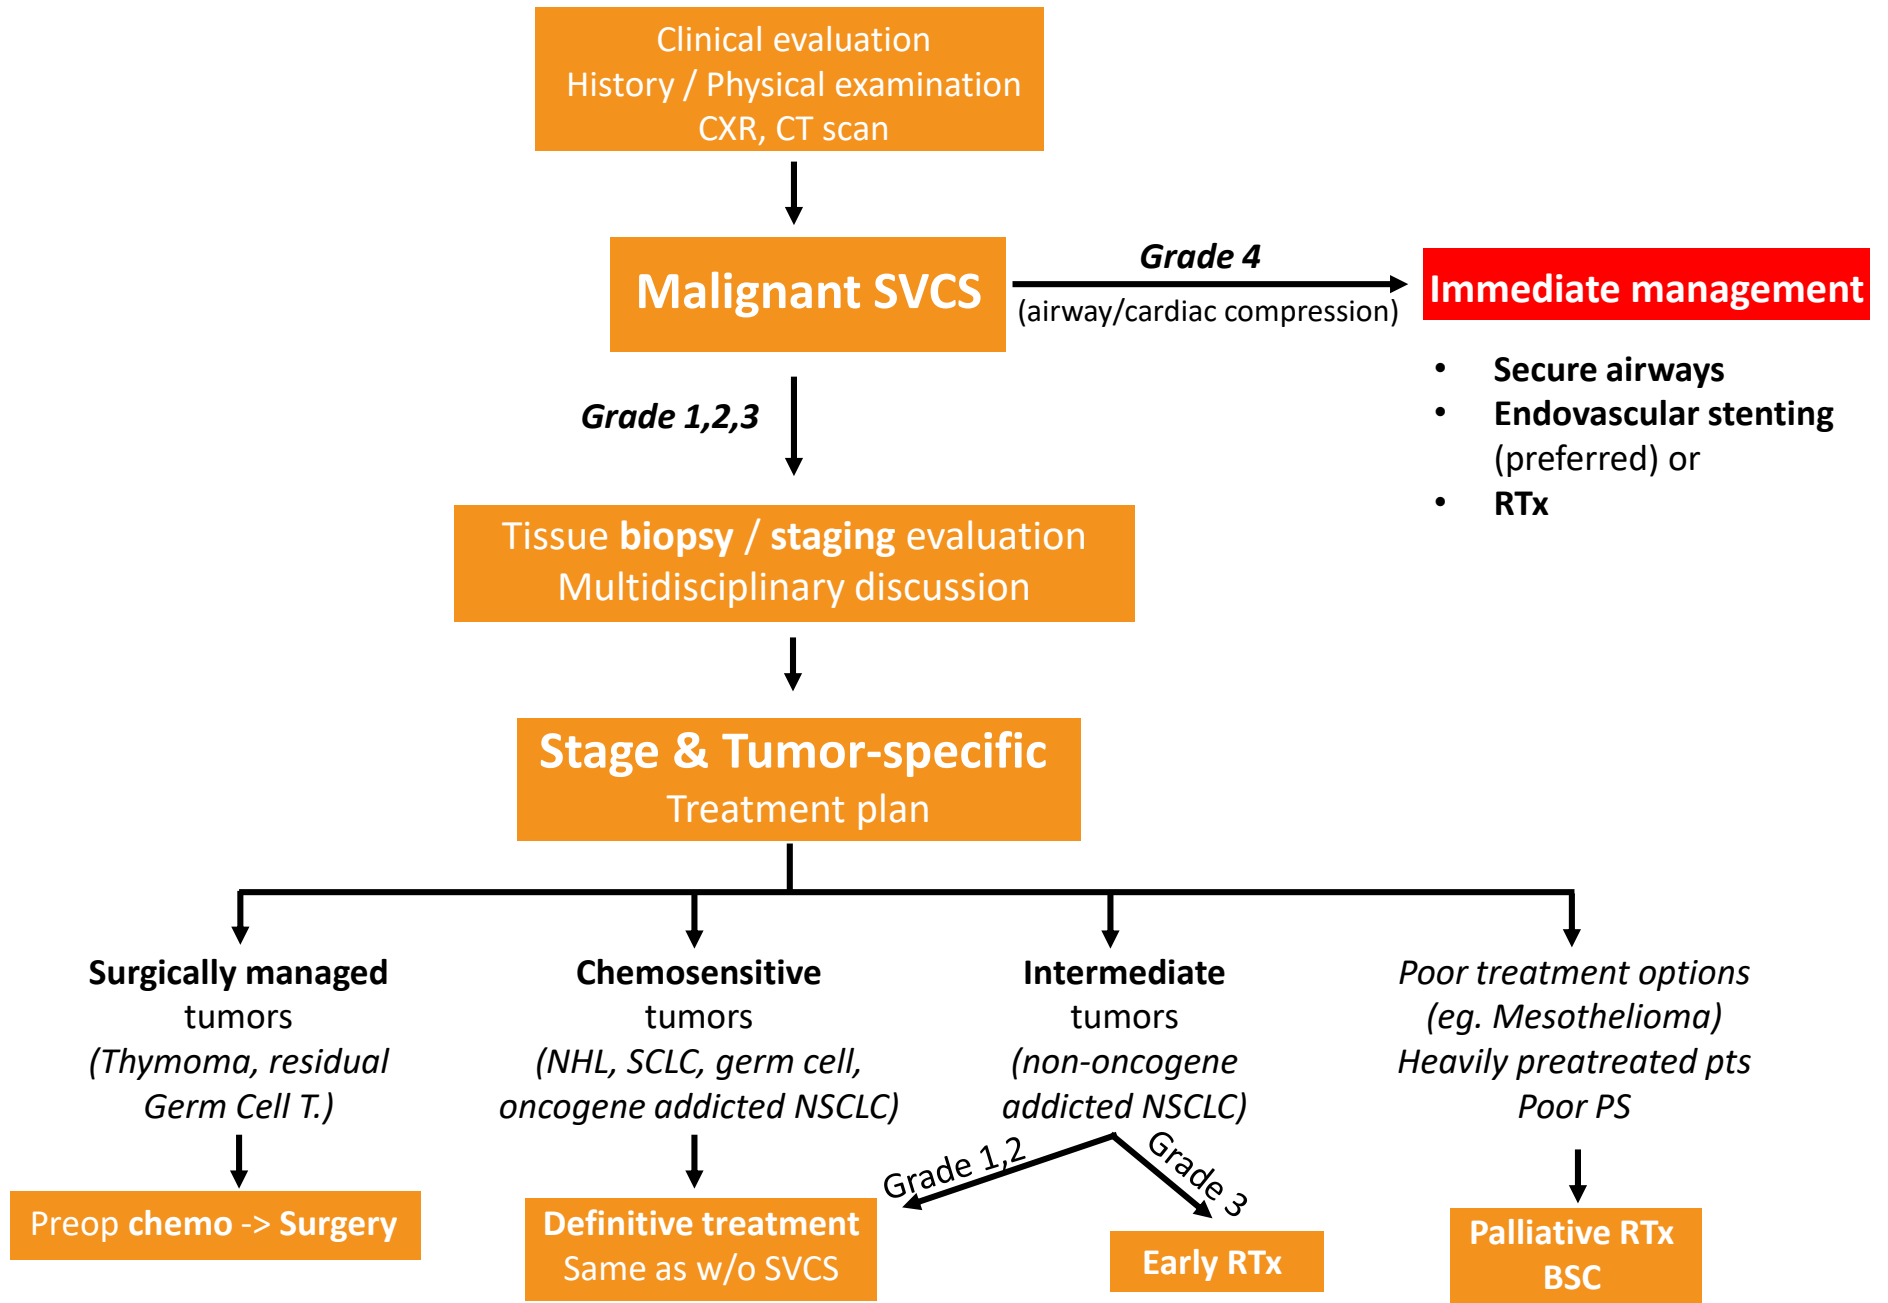 Clinical evaluation
History / Physical examination
CXR, CT scan
Malignant SVCS
Grade 4
(airway/cardiac compression)
Immediate management
• Secure airways
• Endovascular stenting
(preferred) or
• RTx
Grade 1,2,3
Tissue biopsy / staging evaluation
Multidisciplinary discussion
Stage & Tumor-specific
Treatment plan
Surgically managed
tumors
(Thymoma, residual
Germ Cell T.)
Preop chemo -> Surgery
Chemosensitive
tumors
(NHL, SCLC, germ cell,
oncogene addicted NSCLC)
Definitive treatment
Same as w/o SVCS
Intermediate
tumors
(non-oncogene
addicted NSCLC)
Grade 1,2
Grade 3
Early RTx
Poor treatment options
(eg. Mesothelioma)
Heavily preatreated pts
Poor PS
Palliative RTx
BSC